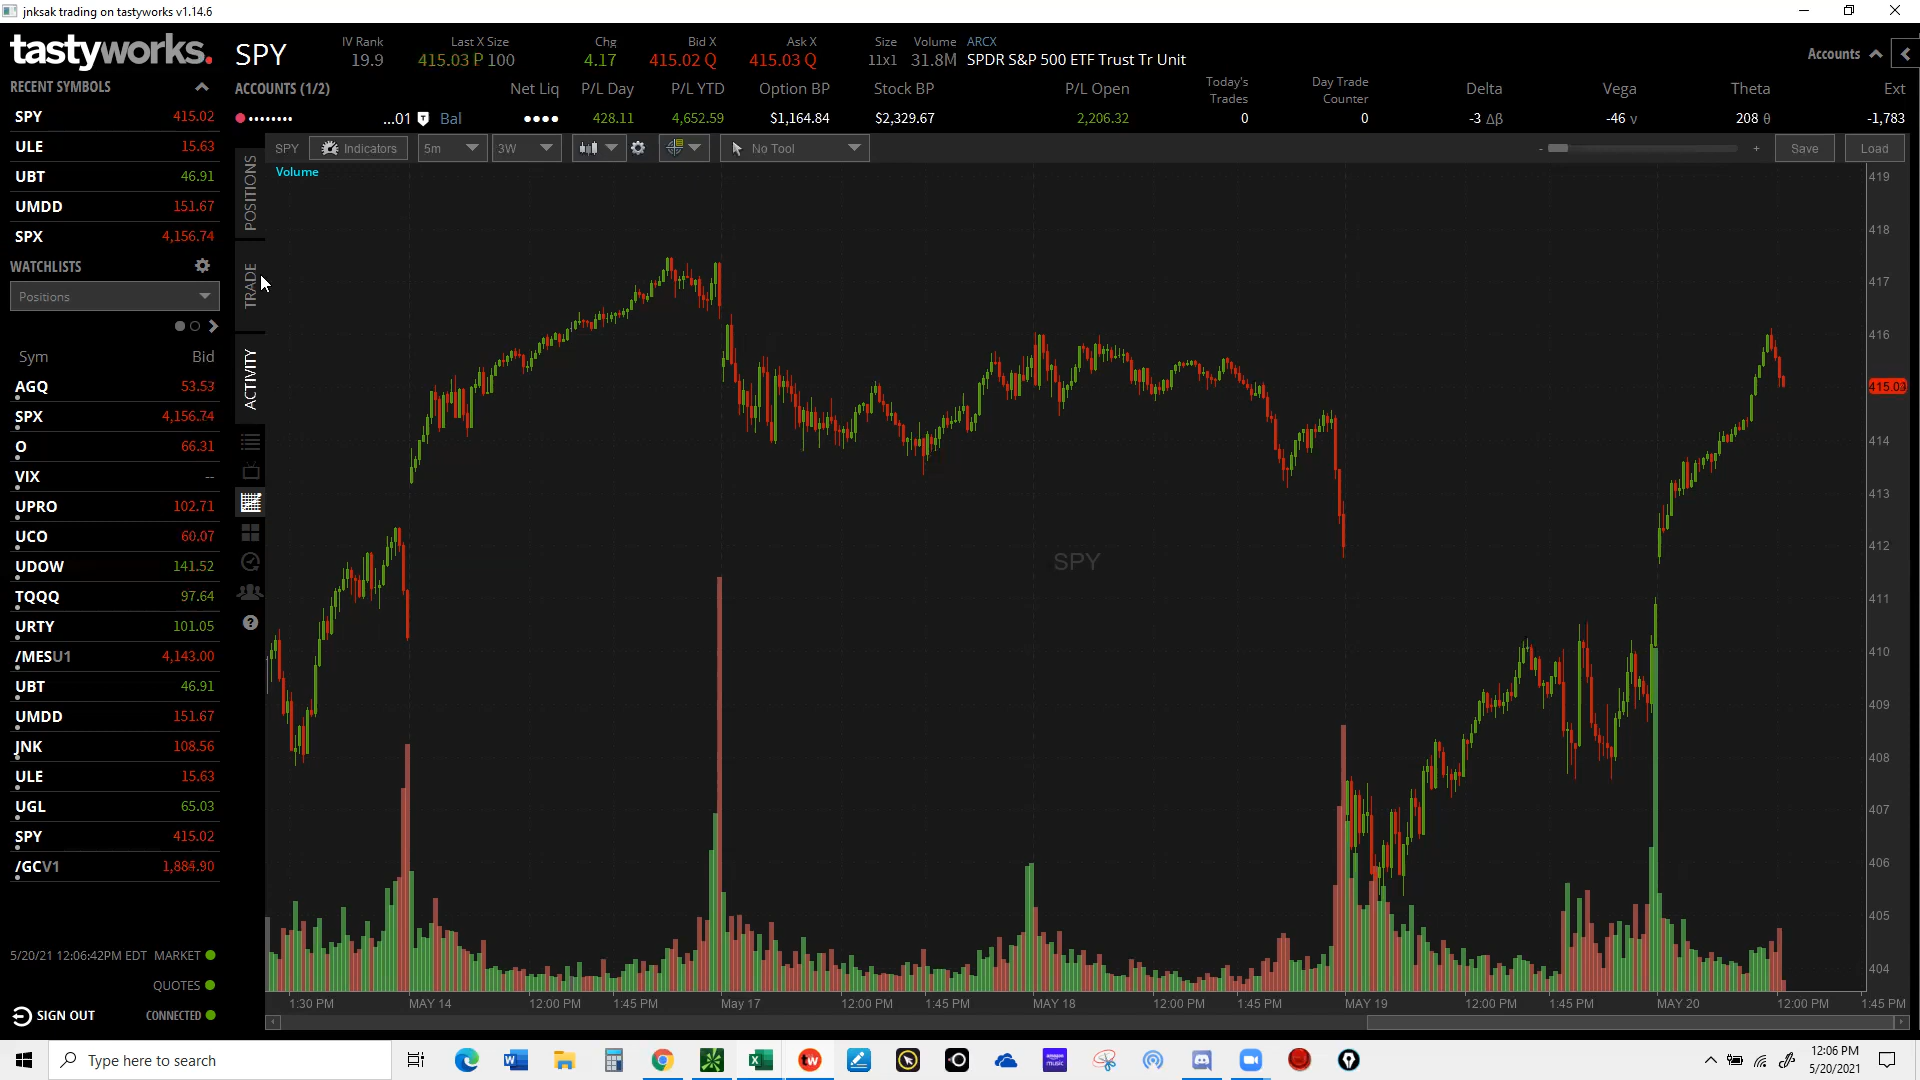 jnksak trading on tastyworks v1.14.6
tastyworks.
SPY
IV Rank
19.9
Last X Size
415.03 P 100
Chg
4.17
Bid X
415.02 Q
Ask X
415.03 Q
Size
11x1
Volume
31.8M
ARCX
SPDR S&P 500 ETF Trust Tr Unit
Accounts
RECENT SYMBOLS
SPY 415.02
ULE 15.63
UBT 46.91
UMDD 151.67
SPX 4,156.74
ACCOUNTS (1/2)
Net Liq
P/L Day
P/L YTD
Option BP
Stock BP
P/L Open
Today's
Trades
Day Trade
Counter
Delta
Vega
Theta
Ext
...01
Bal
428.11
4,652.59
$1,164.84
$2,329.67
2,206.32
0
0
-3 Δβ
-46 ν
208 θ
-1,783
SPY
Indicators
5m
3W
No Tool
-
+
Save
Load
POSITIONS
TRADE
ACTIVITY
WATCHLISTS
Positions
Sym Bid
AGQ 53.53
SPX 4,156.74
O 66.31
VIX --
UPRO 102.71
UCO 60.07
UDOW 141.52
TQQQ 97.64
URTY 101.05
/MESU1 4,143.00
UBT 46.91
UMDD 151.67
JNK 108.56
ULE 15.63
UGL 65.03
SPY 415.02
/GCV1 1,884.90
5/20/21 12:06:42PM EDT MARKET
QUOTES
SIGN OUT
CONNECTED
Volume
SPY
419
418
417
416
415.03
414
413
412
411
410
409
408
407
406
405
404
1:30 PM
MAY 14
12:00 PM
1:45 PM
May 17
12:00 PM
1:45 PM
MAY 18
12:00 PM
1:45 PM
MAY 19
12:00 PM
1:45 PM
MAY 20
12:00 PM
1:45 PM
Type here to search
tw
12:06 PM
5/20/2021